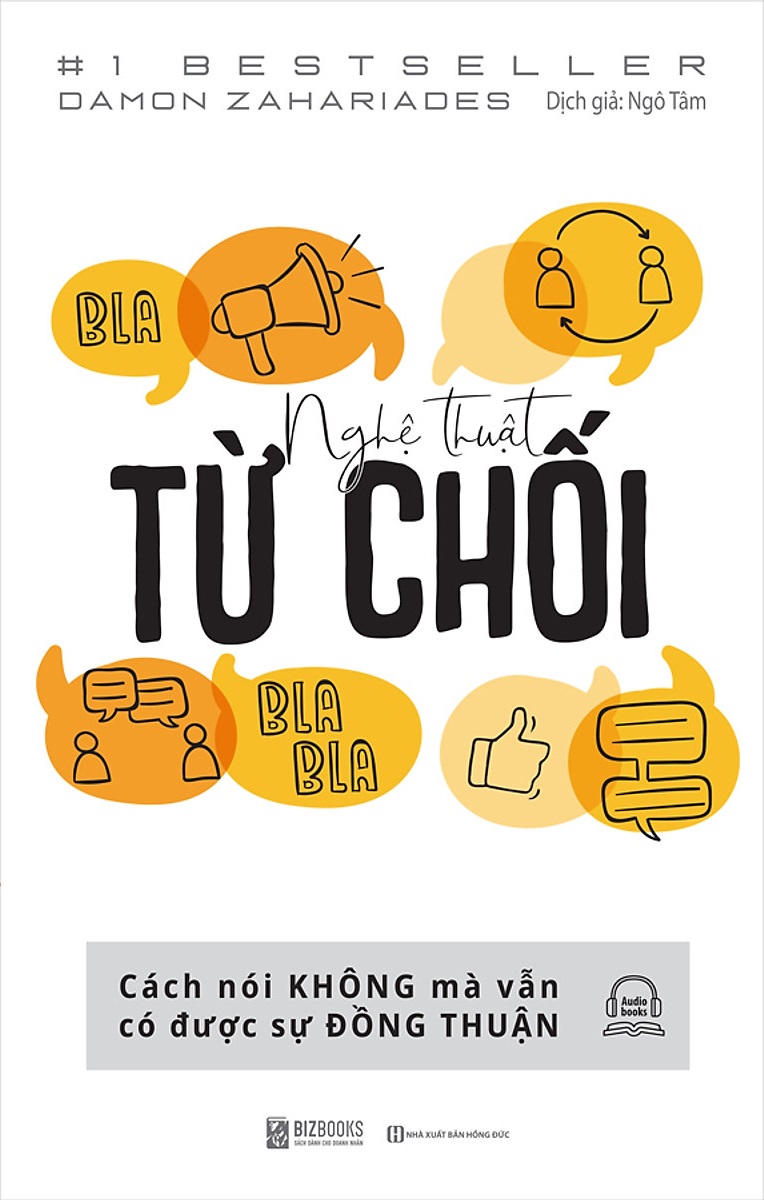 #1 BESTSELLER
DAMON ZAHARIADES Dịch giả: Ngô Tâm
BLA
Nghệ thuật
TỪ CHỐI
BLA
BLA
Cách nói KHÔNG mà vẫn
có được sự ĐỒNG THUẬN
Audio
books
BIZBOOKS
SÁCH DÀNH CHO DOANH NHÂN
NHÀ XUẤT BẢN HỒNG ĐỨC